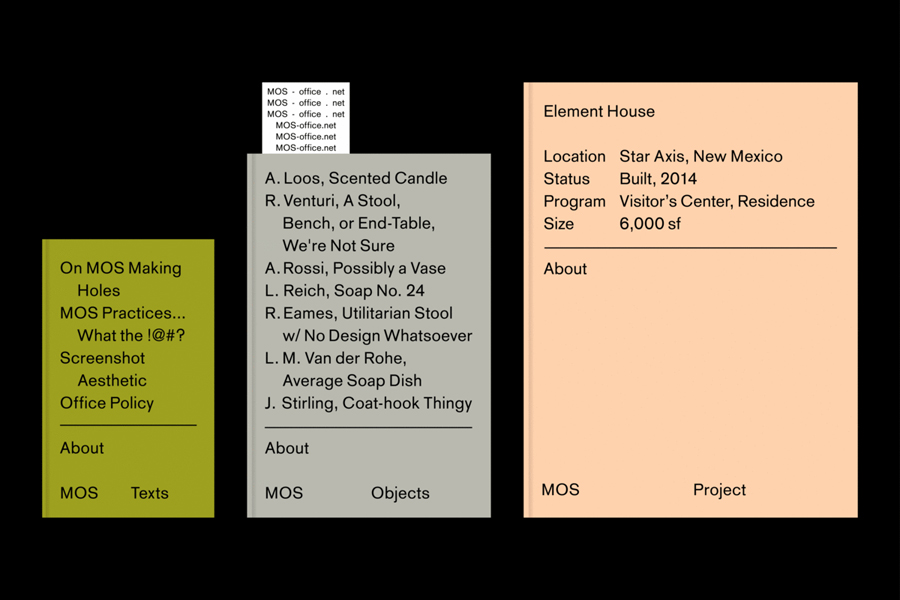 On MOS Making
Holes
MOS Practices...
What the !@#?
Screenshot
Aesthetic
Office Policy
About
MOS Texts
MOS - office . net
MOS - office . net
MOS - office . net
MOS-office.net
MOS-office.net
MOS-office.net
A. Loos, Scented Candle
R. Venturi, A Stool,
Bench, or End-Table,
We're Not Sure
A. Rossi, Possibly a Vase
L. Reich, Soap No. 24
R. Eames, Utilitarian Stool
w/ No Design Whatsoever
L. M. Van der Rohe,
Average Soap Dish
J. Stirling, Coat-hook Thingy
About
MOS Objects
Element House
Location Star Axis, New Mexico
Status Built, 2014
Program Visitor's Center, Residence
Size 6,000 sf
About
MOS Project